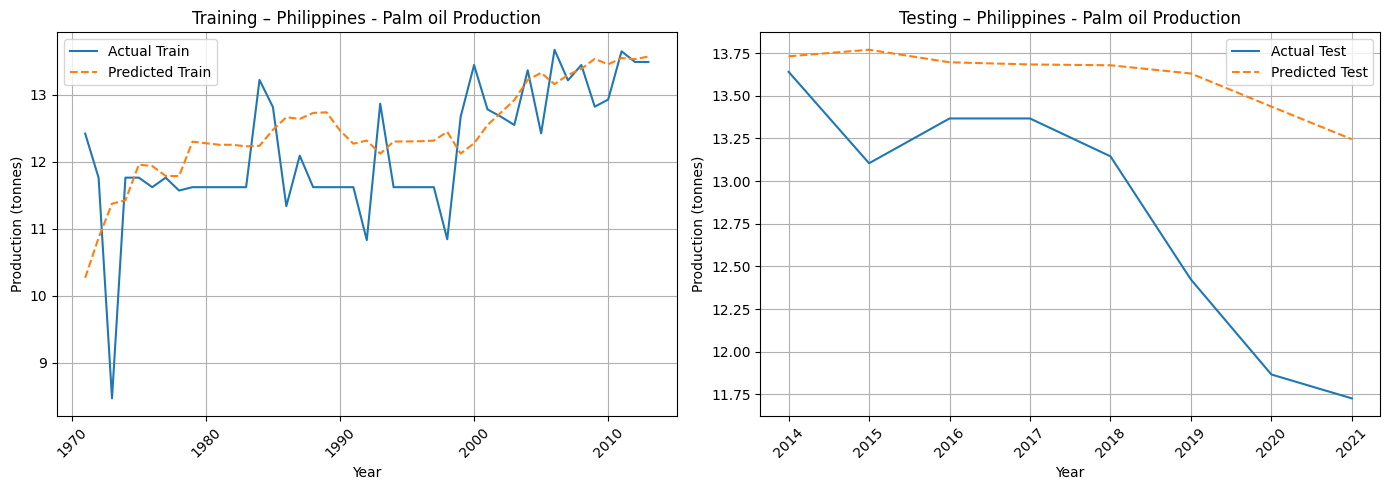 Training – Philippines - Palm oil Production
Actual Train
Predicted Train
Production (tonnes)
13
12
11
10
9
1970
1980
1990
2000
2010
Year
Testing – Philippines - Palm oil Production
Actual Test
Predicted Test
Production (tonnes)
13.75
13.50
13.25
13.00
12.75
12.50
12.25
12.00
11.75
2014
2015
2016
2017
2018
2019
2020
2021
Year